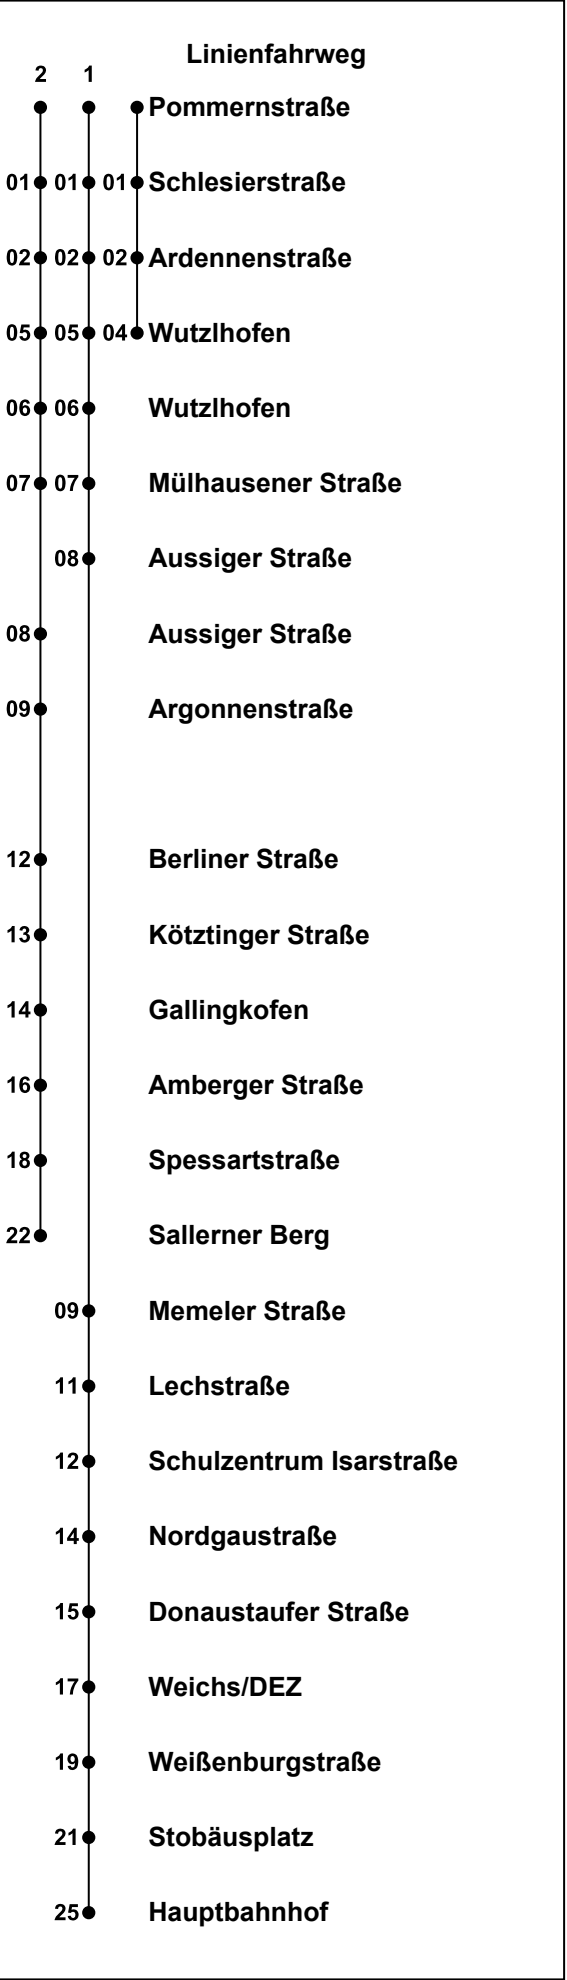 Linienfahrweg
2 1
Pommernstraße
01 01 01 Schlesierstraße
02 02 02 Ardennenstraße
05 05 04 Wutzlhofen
06 06 Wutzlhofen
07 07 Mülhausener Straße
08 Aussiger Straße
08 Aussiger Straße
09 Argonnenstraße
12 Berliner Straße
13 Kötztinger Straße
14 Gallingkofen
16 Amberger Straße
18 Spessartstraße
22 Sallerner Berg
09 Memeler Straße
11 Lechstraße
12 Schulzentrum Isarstraße
14 Nordgaustraße
15 Donaustaufer Straße
17 Weichs/DEZ
19 Weißenburgstraße
21 Stobäusplatz
25 Hauptbahnhof